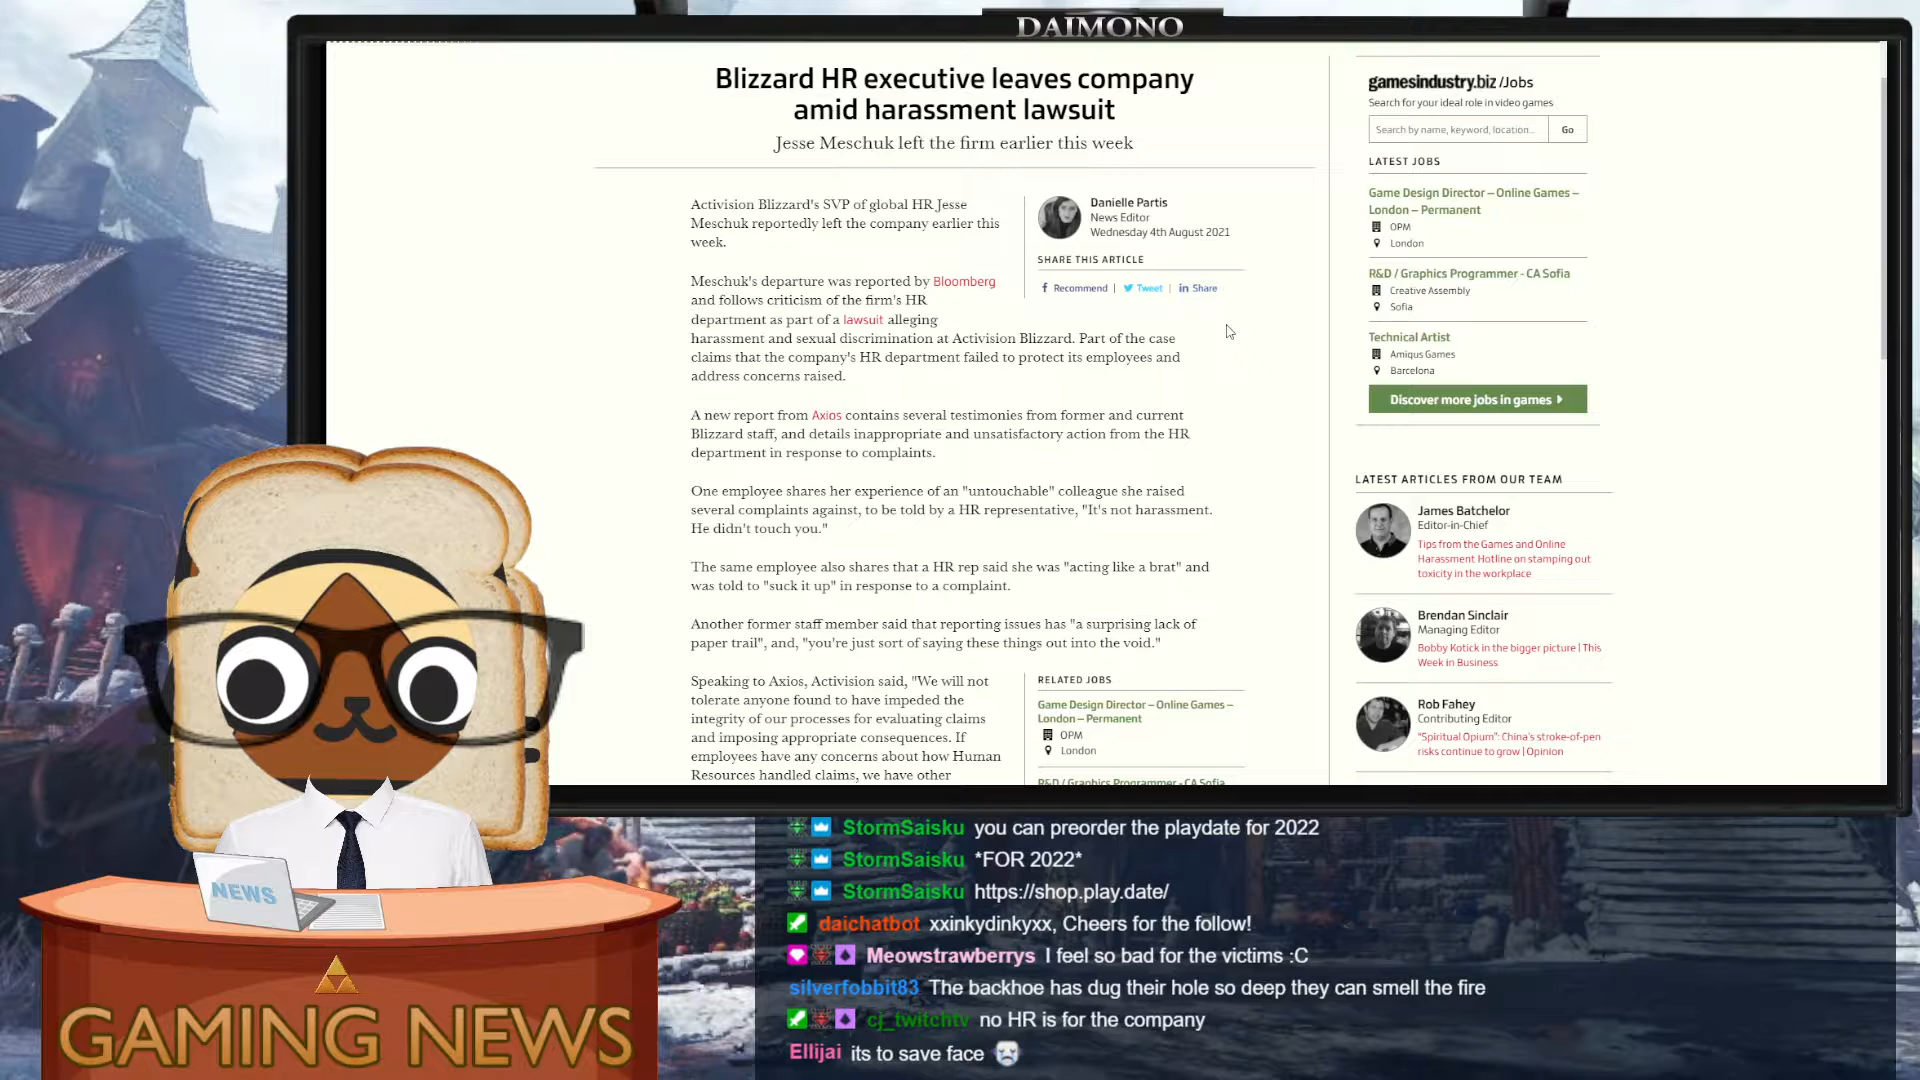 DAIMONO
Blizzard HR executive leaves company
amid harassment lawsuit
Jesse Meschuk left the firm earlier this week
Activision Blizzard's SVP of global HR Jesse
Meschuk reportedly left the company earlier this
week.
Meschuk's departure was reported by Bloomberg
and follows criticism of the firm's HR
department as part of a lawsuit alleging
harassment and sexual discrimination at Activision Blizzard. Part of the case
claims that the company's HR department failed to protect its employees and
address concerns raised.
A new report from Axios contains several testimonies from former and current
Blizzard staff, and details inappropriate and unsatisfactory action from the HR
department in response to complaints.
One employee shares her experience of an "untouchable" colleague she raised
several complaints against, to be told by a HR representative, "It's not harassment.
He didn't touch you."
The same employee also shares that a HR rep said she was "acting like a brat" and
was told to "suck it up" in response to a complaint.
Another former staff member said that reporting issues has "a surprising lack of
paper trail", and, "you're just sort of saying these things out into the void."
Speaking to Axios, Activision said, "We will not
tolerate anyone found to have impeded the
integrity of our processes for evaluating claims
and imposing appropriate consequences. If
employees have any concerns about how Human
Resources handled claims, we have other
Danielle Partis
News Editor
Wednesday 4th August 2021
SHARE THIS ARTICLE
Recommend | Tweet | Share
RELATED JOBS
Game Design Director – Online Games –
London – Permanent
OPM
London
R&D / Graphics Programmer - CA Sofia
gamesindustry.biz /Jobs
Search for your ideal role in video games
Search by name, keyword, location...
Go
LATEST JOBS
Game Design Director – Online Games –
London – Permanent
OPM
London
R&D / Graphics Programmer - CA Sofia
Creative Assembly
Sofia
Technical Artist
Amiqus Games
Barcelona
Discover more jobs in games
LATEST ARTICLES FROM OUR TEAM
James Batchelor
Editor-in-Chief
Tips from the Games and Online
Harassment Hotline on stamping out
toxicity in the workplace
Brendan Sinclair
Managing Editor
Bobby Kotick in the bigger picture | This
Week in Business
Rob Fahey
Contributing Editor
"Spiritual Opium": China's stroke-of-pen
risks continue to grow | Opinion
NEWS
GAMING NEWS
StormSaisku you can preorder the playdate for 2022
StormSaisku *FOR 2022*
StormSaisku https://shop.play.date/
daichatbot xxinkydinkyxx, Cheers for the follow!
Meowstrawberrys I feel so bad for the victims :C
silverfobbit83 The backhoe has dug their hole so deep they can smell the fire
cj_twitchtv no HR is for the company
Ellijai its to save face